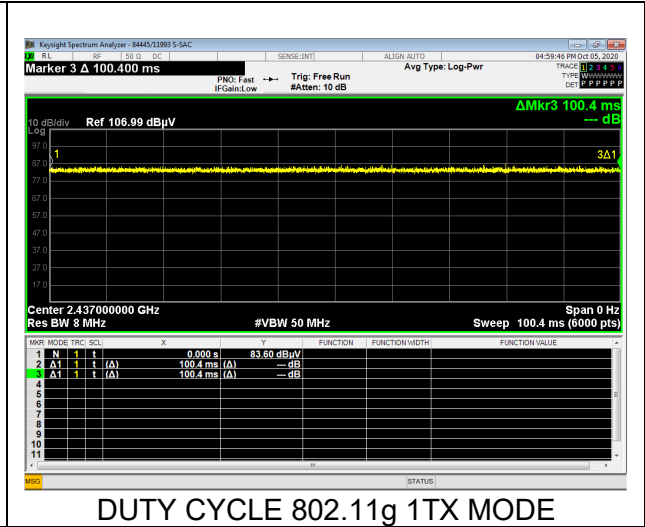 Keysight Spectrum Analyzer - 84445/11993 S-SAC
RL RF 50 Ω DC SENSE:INT ALIGN AUTO 04:59:46 PM Oct 05, 2020
Marker 3 Δ 100.400 ms Avg Type: Log-Pwr TRACE 1 2 3 4 5 6
PNO: Fast Trig: Free Run TYPE WWWWWW
IFGain:Low #Atten: 10 dB DET P P P P P P
ΔMkr3 100.4 ms
10 dB/div Ref 106.99 dBµV --- dB
Log
97.0
1 3Δ1
87.0
77.0
67.0
57.0
47.0
37.0
27.0
17.0
Center 2.437000000 GHz Span 0 Hz
Res BW 8 MHz #VBW 50 MHz Sweep 100.4 ms (6000 pts)
MKR MODE TRC SCL X Y FUNCTION FUNCTION WIDTH FUNCTION VALUE
1 N 1 t 0.000 s 83.60 dBµV
2 Δ1 1 t (Δ) 100.4 ms (Δ) --- dB
3 Δ1 1 t (Δ) 100.4 ms (Δ) --- dB
4
5
6
7
8
9
10
11
MSG STATUS
DUTY CYCLE 802.11g 1TX MODE